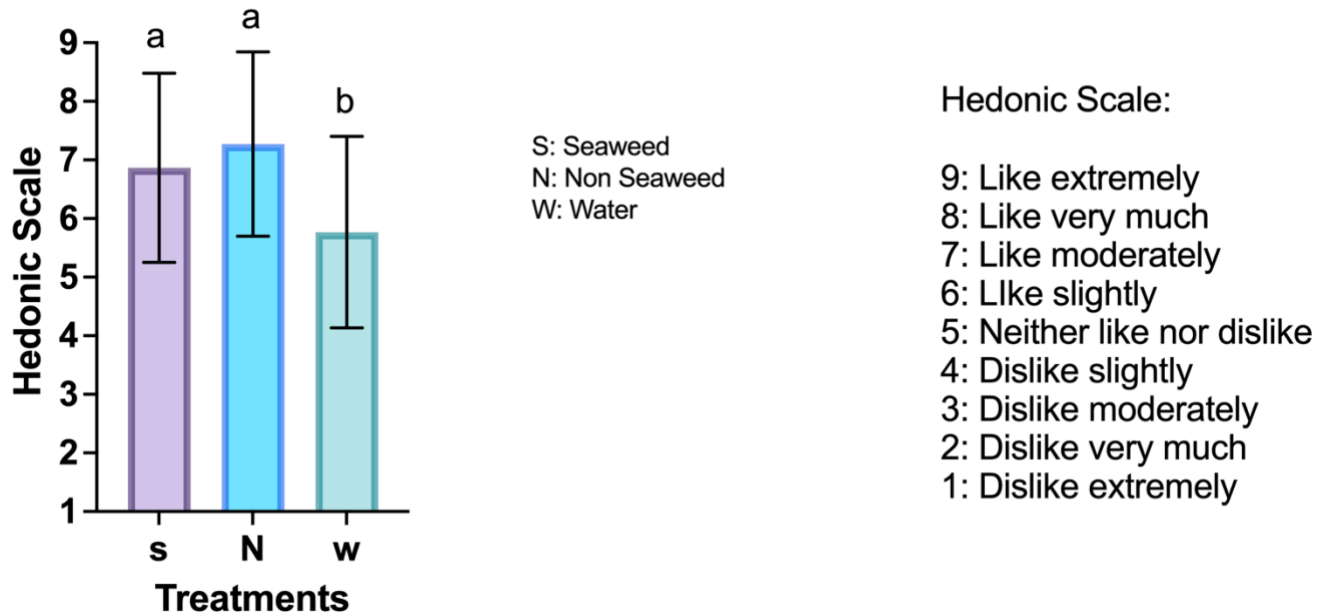 a
a
b
9
8
7
6
5
4
3
2
1
Hedonic Scale
s
N
w
Treatments
S: Seaweed
N: Non Seaweed
W: Water
Hedonic Scale:
9: Like extremely
8: Like very much
7: Like moderately
6: LIke slightly
5: Neither like nor dislike
4: Dislike slightly
3: Dislike moderately
2: Dislike very much
1: Dislike extremely